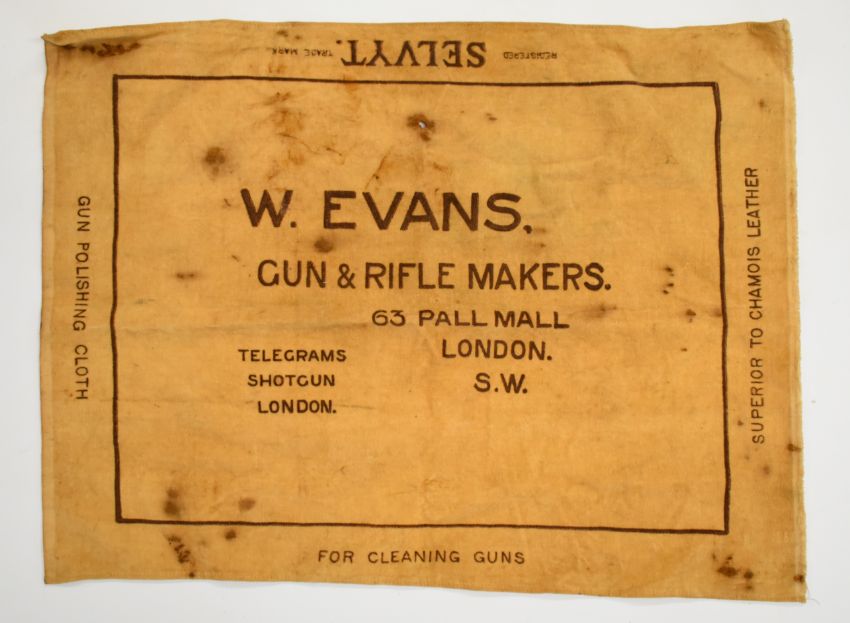 REGISTERED SELVYT. TRADE MARK
GUN POLISHING CLOTH
W. EVANS,
GUN & RIFLE MAKERS.
63 PALL MALL
LONDON.
S.W.
TELEGRAMS
SHOTGUN
LONDON.
SUPERIOR TO CHAMOIS LEATHER
FOR CLEANING GUNS